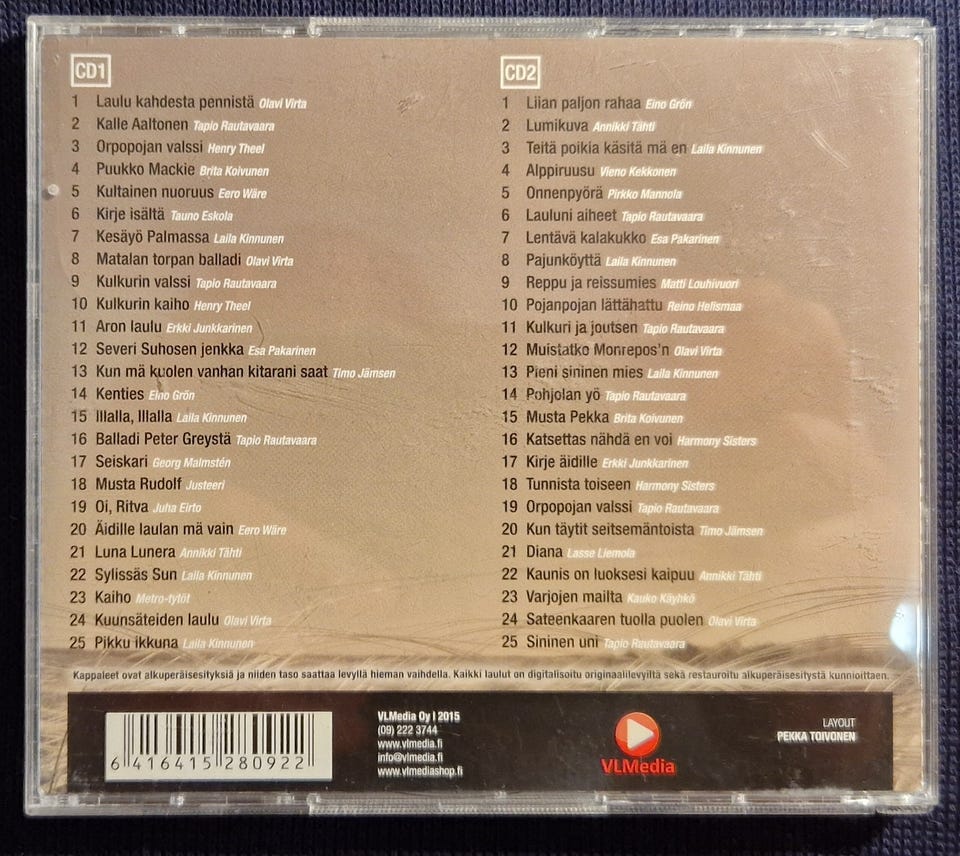 CD1
1 Laulu kahdesta pennistä Olavi Virta
2 Kalle Aaltonen Tapio Rautavaara
3 Orpopojan valssi Henry Theel
4 Puukko Mackie Brita Koivunen
5 Kultainen nuoruus Eero Wäre
6 Kirje isältä Tauno Eskola
7 Kesäyö Palmassa Laila Kinnunen
8 Matalan torpan balladi Olavi Virta
9 Kulkurin valssi Tapio Rautavaara
10 Kulkurin kaiho Henry Theel
11 Aron laulu Erkki Junkkarinen
12 Severi Suhosen jenkka Esa Pakarinen
13 Kun mä kuolen vanhan kitarani saat Timo Jämsen
14 Kenties Eino Grön
15 Illalla, Illalla Laila Kinnunen
16 Balladi Peter Greystä Tapio Rautavaara
17 Seiskari Georg Malmstén
18 Musta Rudolf Justeeri
19 Oi, Ritva Juha Eirto
20 Äidille laulan mä vain Eero Wäre
21 Luna Lunera Annikki Tähti
22 Sylissäs Sun Laila Kinnunen
23 Kaiho Metro-tytöt
24 Kuunsäteiden laulu Olavi Virta
25 Pikku ikkuna Laila Kinnunen
CD2
1 Liian paljon rahaa Eino Grön
2 Lumikuva Annikki Tähti
3 Teitä poikia käsitä mä en Laila Kinnunen
4 Alppiruusu Vieno Kekkonen
5 Onnenpyörä Pirkko Mannola
6 Lauluni aiheet Tapio Rautavaara
7 Lentävä kalakukko Esa Pakarinen
8 Pajunköyttä Laila Kinnunen
9 Reppu ja reissumies Matti Louhivuori
10 Pojanpojan lättähattu Reino Helismaa
11 Kulkuri ja joutsen Tapio Rautavaara
12 Muistatko Monrepos'n Olavi Virta
13 Pieni sininen mies Laila Kinnunen
14 Pohjolan yö Tapio Rautavaara
15 Musta Pekka Brita Koivunen
16 Katsettas nähdä en voi Harmony Sisters
17 Kirje äidille Erkki Junkkarinen
18 Tunnista toiseen Harmony Sisters
19 Orpopojan valssi Tapio Rautavaara
20 Kun täytit seitsemäntoista Timo Jämsen
21 Diana Lasse Liemola
22 Kaunis on luoksesi kaipuu Annikki Tähti
23 Varjojen mailta Kauko Käyhkö
24 Sateenkaaren tuolla puolen Olavi Virta
25 Sininen uni Tapio Rautavaara
Kappaleet ovat alkuperäisesityksiä ja niiden taso saattaa levyllä hieman vaihdella. Kaikki laulut on digitalisoitu originaalilevyiltä sekä restauroitu alkuperäisesitystä kunnioittaen.
6 416415 280922
VLMedia Oy I 2015
(09) 222 3744
www.vlmedia.fi
info@vlmedia.fi
www.vlmediashop.fi
VLMedia
LAYOUT
PEKKA TOIVONEN